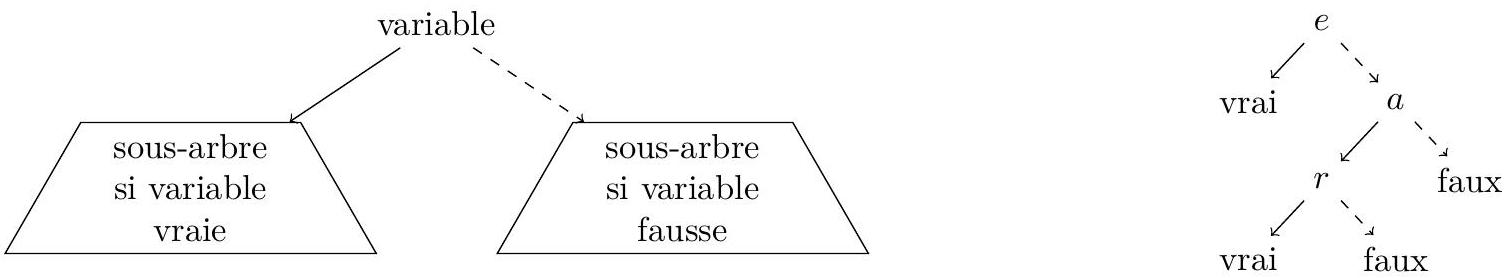 variable
sous-arbre
si variable
vraie
sous-arbre
si variable
fausse
e
vrai
a
r
faux
vrai
faux